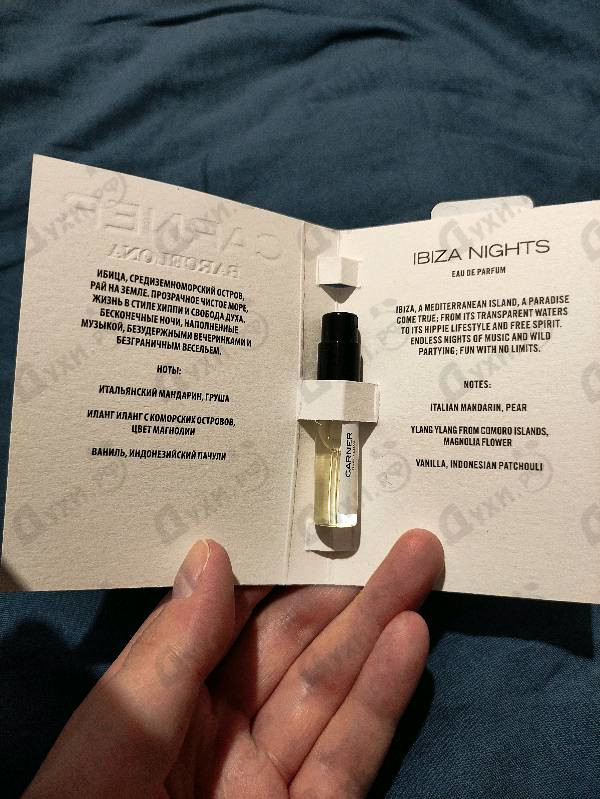 CARNER
BARCELONA
ИБИЦА, СРЕДИЗЕМНОМОРСКИЙ ОСТРОВ,
РАЙ НА ЗЕМЛЕ. ПРОЗРАЧНОЕ ЧИСТОЕ МОРЕ,
ЖИЗНЬ В СТИЛЕ ХИППИ И СВОБОДА ДУХА.
БЕСКОНЕЧНЫЕ НОЧИ, НАПОЛНЕННЫЕ
МУЗЫКОЙ, БЕЗУДЕРЖНЫМИ ВЕЧЕРИНКАМИ И
БЕЗГРАНИЧНЫМ ВЕСЕЛЬЕМ.
НОТЫ:
ИТАЛЬЯНСКИЙ МАНДАРИН, ГРУША
ИЛАНГ ИЛАНГ С КОМОРСКИХ ОСТРОВОВ,
ЦВЕТ МАГНОЛИИ
ВАНИЛЬ, ИНДОНЕЗИЙСКИЙ ПАЧУЛИ
CARNER
IBIZA NIGHTS
EAU DE PARFUM
IBIZA, A MEDITERRANEAN ISLAND, A PARADISE
COME TRUE; FROM ITS TRANSPARENT WATERS
TO ITS HIPPIE LIFESTYLE AND FREE SPIRIT.
ENDLESS NIGHTS OF MUSIC AND WILD
PARTYING; FUN WITH NO LIMITS.
NOTES:
ITALIAN MANDARIN, PEAR
YLANG YLANG FROM COMORO ISLANDS,
MAGNOLIA FLOWER
VANILLA, INDONESIAN PATCHOULI
Духи.рф